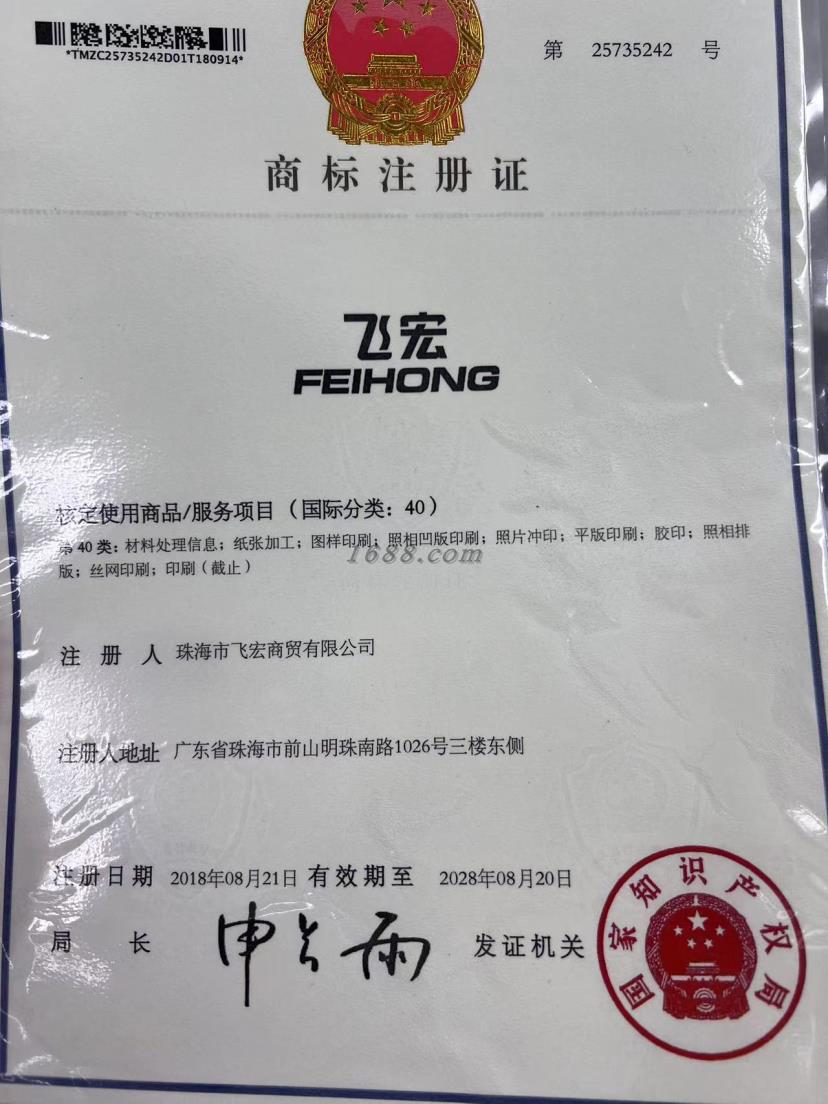 *TMZC25735242D01T180914*
第 25735242 号
商标注册证
飞宏
FEIHONG
核定使用商品/服务项目（国际分类：40）
第40类：材料处理信息；纸张加工；图样印刷；照相凹版印刷；照片冲印；平版印刷；胶印；照相排
版；丝网印刷；印刷（截止）
1688.com
注册人 珠海市飞宏商贸有限公司
注册人地址 广东省珠海市前山明珠南路1026号三楼东侧
注册日期 2018年08月21日 有效期至 2028年08月20日
局长 申长雨 发证机关
国家知识产权局